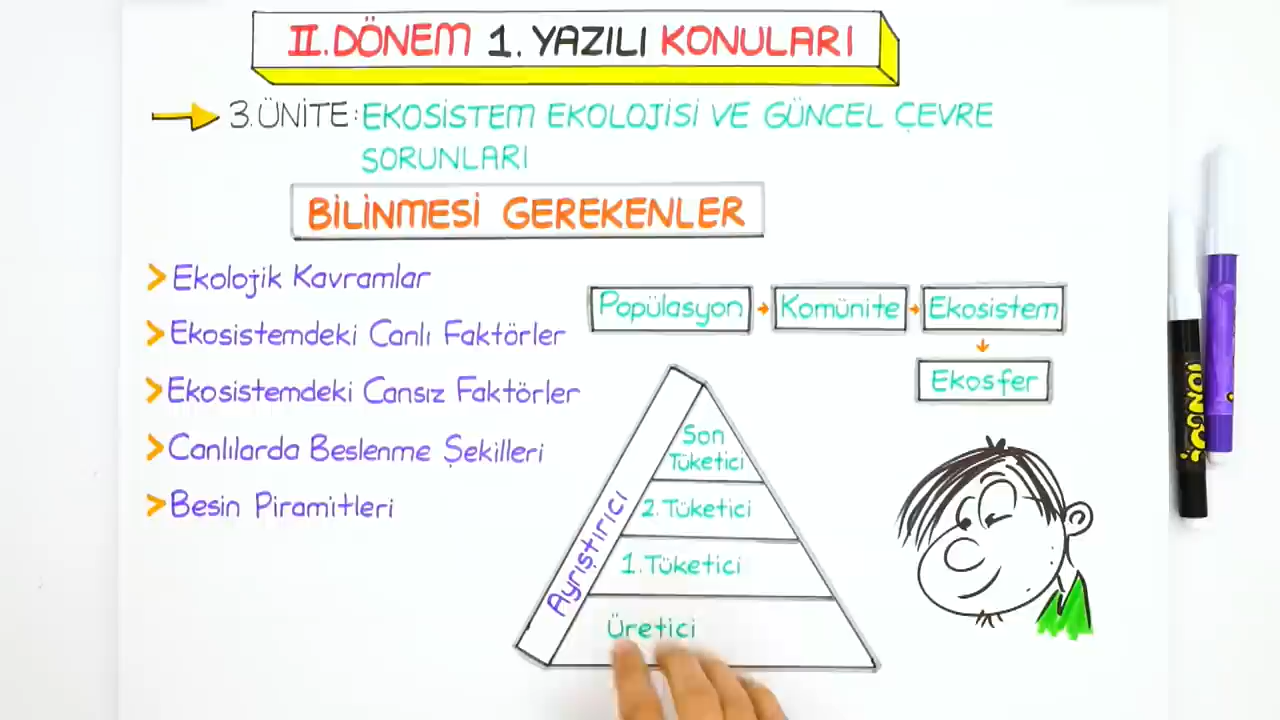 II. DÖNEM 1. YAZILI KONULARI
3. ÜNİTE: EKOSİSTEM EKOLOJİSİ VE GÜNCEL ÇEVRE
SORUNLARI
BİLİNMESİ GEREKENLER
> Ekolojik Kavramlar
> Ekosistemdeki Canlı Faktörler
> Ekosistemdeki Cansız Faktörler
> Canlılarda Beslenme Şekilleri
> Besin Piramitleri
Popülasyon → Komünite → Ekosistem
Ekosfer
Son
Tüketici
2. Tüketici
1. Tüketici
Üretici
Ayrıştırıcı